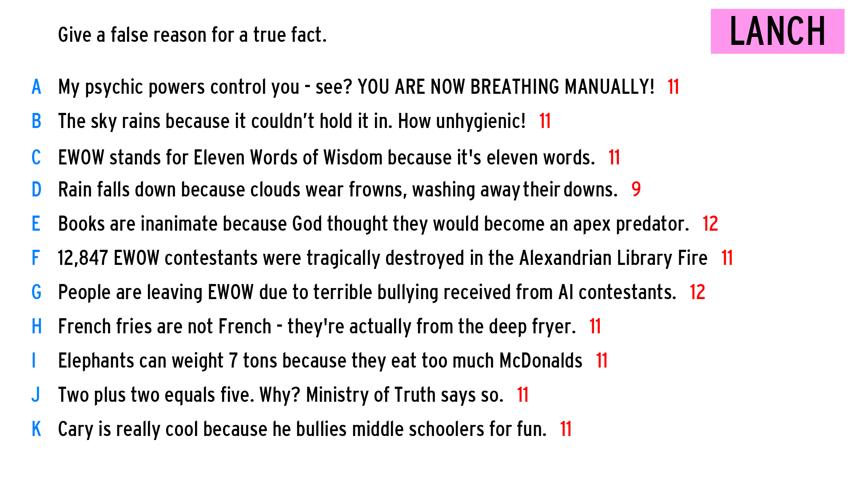 Give a false reason for a true fact.
LANCH
A My psychic powers control you - see? YOU ARE NOW BREATHING MANUALLY! 11
B The sky rains because it couldn't hold it in. How unhygienic! 11
C EWOW stands for Eleven Words of Wisdom because it's eleven words. 11
D Rain falls down because clouds wear frowns, washing away their downs. 9
E Books are inanimate because God thought they would become an apex predator. 12
F 12,847 EWOW contestants were tragically destroyed in the Alexandrian Library Fire 11
G People are leaving EWOW due to terrible bullying received from AI contestants. 12
H French fries are not French - they're actually from the deep fryer. 11
I Elephants can weight 7 tons because they eat too much McDonalds 11
J Two plus two equals five. Why? Ministry of Truth says so. 11
K Cary is really cool because he bullies middle schoolers for fun. 11